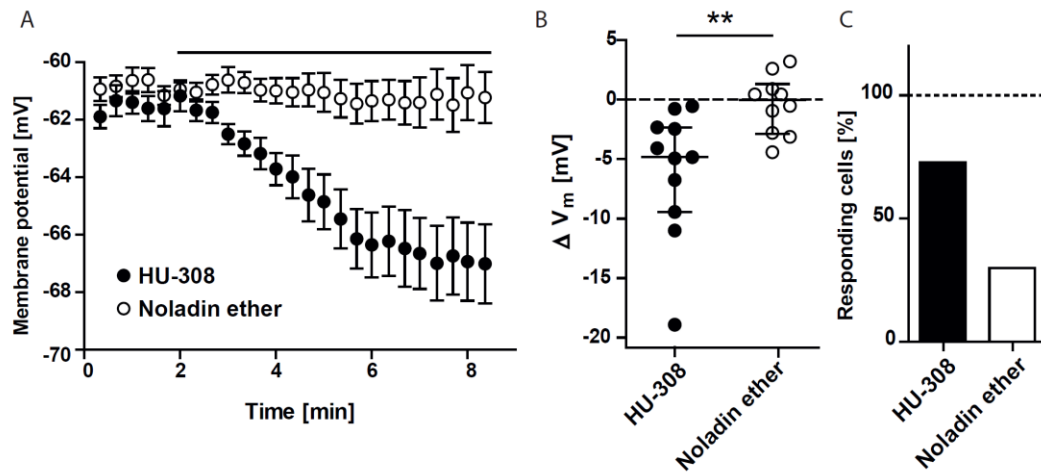 A
Membrane potential [mV]
-60
-62
-64
-66
-68
-70
0
2
4
6
8
Time [min]
HU-308
Noladin ether
B
**
Δ Vm [mV]
5
0
-5
-10
-15
-20
HU-308
Noladin ether
C
Responding cells [%]
100
50
0
HU-308
Noladin ether